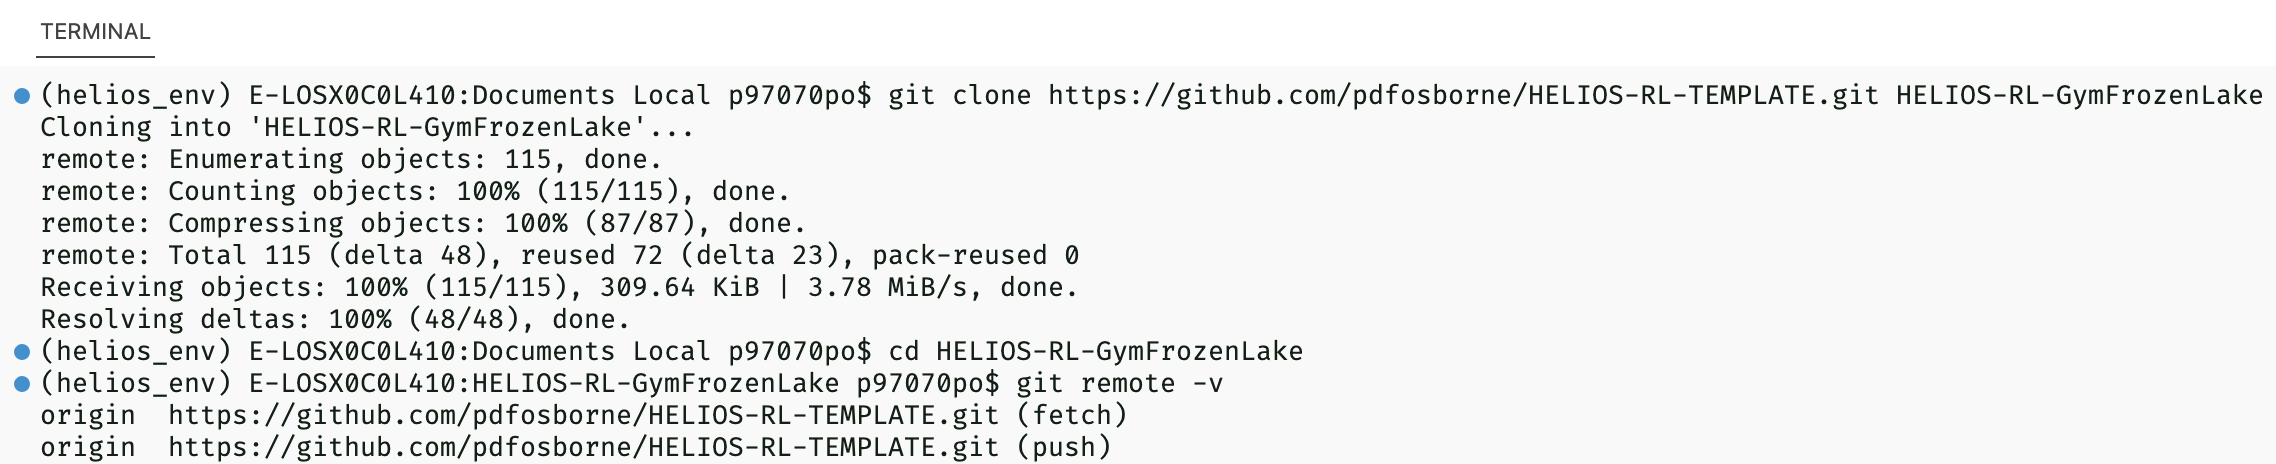 TERMINAL
(helios_env) E-LOSX0C0L410:Documents Local p97070po$ git clone https://github.com/pdfosborne/HELIOS-RL-TEMPLATE.git HELIOS-RL-GymFrozenLake
Cloning into 'HELIOS-RL-GymFrozenLake'...
remote: Enumerating objects: 115, done.
remote: Counting objects: 100% (115/115), done.
remote: Compressing objects: 100% (87/87), done.
remote: Total 115 (delta 48), reused 72 (delta 23), pack-reused 0
Receiving objects: 100% (115/115), 309.64 KiB | 3.78 MiB/s, done.
Resolving deltas: 100% (48/48), done.
(helios_env) E-LOSX0C0L410:Documents Local p97070po$ cd HELIOS-RL-GymFrozenLake
(helios_env) E-LOSX0C0L410:HELIOS-RL-GymFrozenLake p97070po$ git remote -v
origin  https://github.com/pdfosborne/HELIOS-RL-TEMPLATE.git (fetch)
origin  https://github.com/pdfosborne/HELIOS-RL-TEMPLATE.git (push)